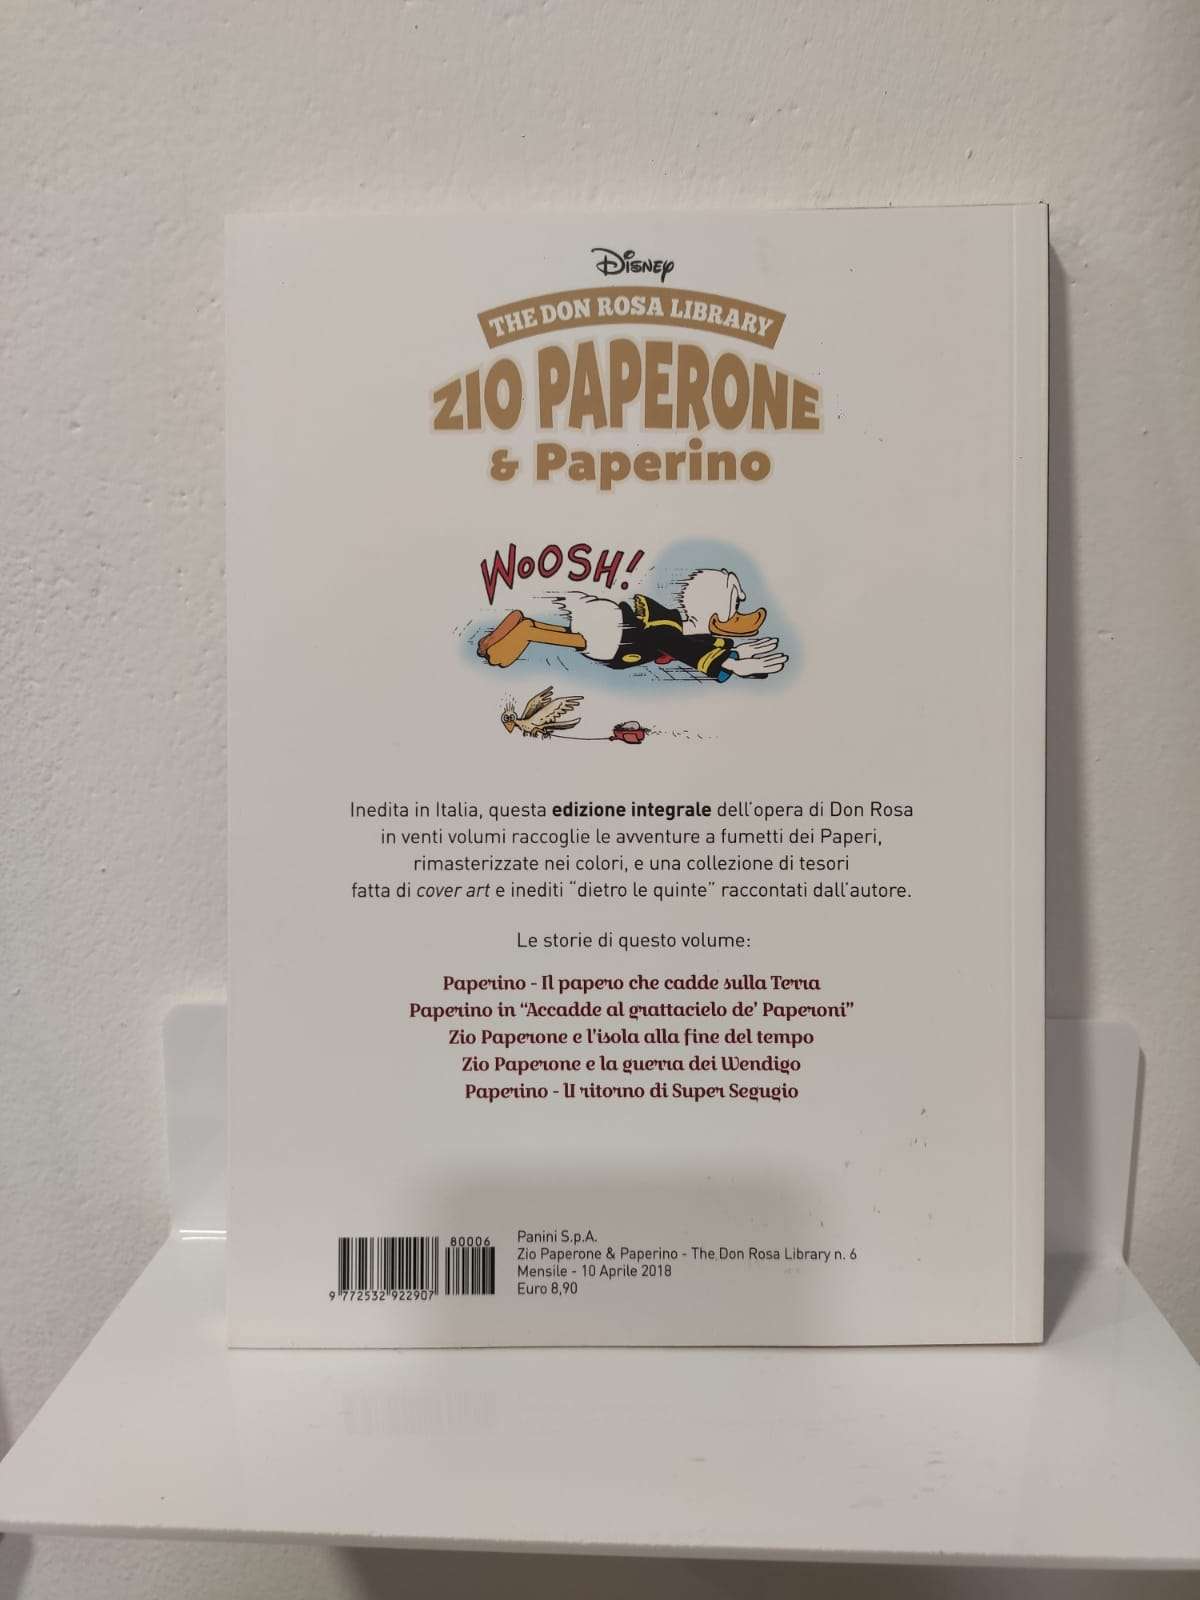 Disney
THE DON ROSA LIBRARY
ZIO PAPERONE
& Paperino
WOOSH!
Inedita in Italia, questa edizione integrale dell'opera di Don Rosa
in venti volumi raccoglie le avventure a fumetti dei Paperi,
rimasterizzate nei colori, e una collezione di tesori
fatta di cover art e inediti "dietro le quinte" raccontati dall'autore.
Le storie di questo volume:
Paperino - Il papero che cadde sulla Terra
Paperino in "Accadde al grattacielo de' Paperoni"
Zio Paperone e l'isola alla fine del tempo
Zio Paperone e la guerra dei Wendigo
Paperino - Il ritorno di Super Segugio
80006
9 772532 922907
Panini S.p.A.
Zio Paperone & Paperino - The Don Rosa Library n. 6
Mensile - 10 Aprile 2018
Euro 8,90